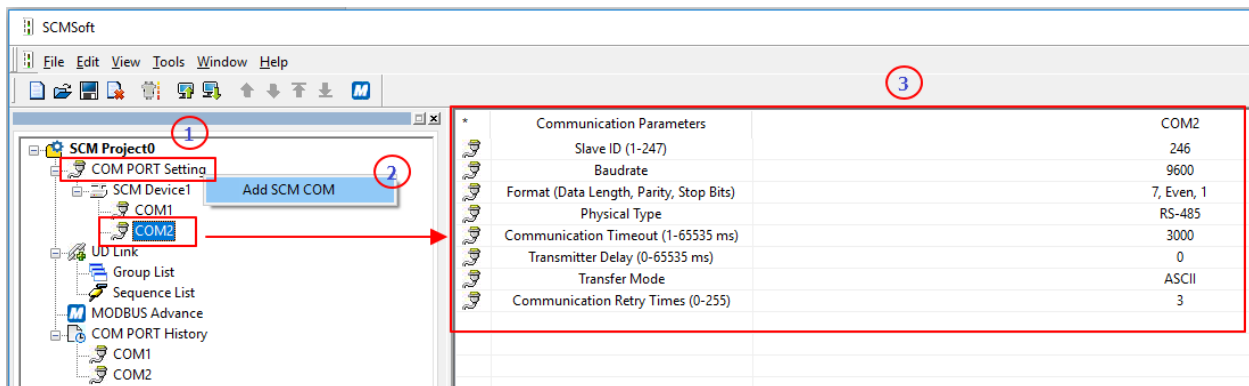 SCMSoft
File Edit View Tools Window Help
M
3
1
SCM Project0
COM PORT Setting
2
Add SCM COM
SCM Device1
COM1
COM2
UD Link
Group List
Sequence List
M MODBUS Advance
COM PORT History
COM1
COM2
* Communication Parameters COM2
Slave ID (1-247) 246
Baudrate 9600
Format (Data Length, Parity, Stop Bits) 7, Even, 1
Physical Type RS-485
Communication Timeout (1-65535 ms) 3000
Transmitter Delay (0-65535 ms) 0
Transfer Mode ASCII
Communication Retry Times (0-255) 3